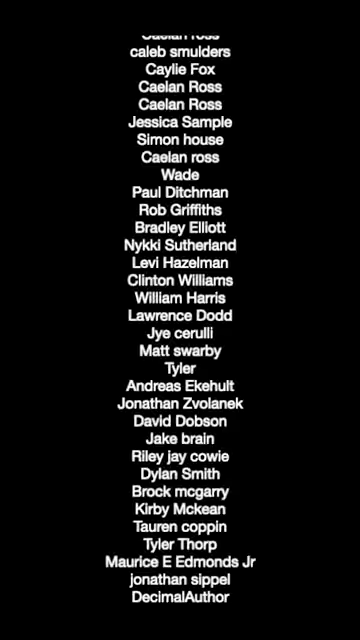 Caelan ross
caleb smulders
Caylie Fox
Caelan Ross
Caelan Ross
Jessica Sample
Simon house
Caelan ross
Wade
Paul Ditchman
Rob Griffiths
Bradley Elliott
Nykki Sutherland
Levi Hazelman
Clinton Williams
William Harris
Lawrence Dodd
Jye cerulli
Matt swarby
Tyler
Andreas Ekehult
Jonathan Zvolanek
David Dobson
Jake brain
Riley jay cowie
Dylan Smith
Brock mcgarry
Kirby Mckean
Tauren coppin
Tyler Thorp
Maurice E Edmonds Jr
jonathan sippel
DecimalAuthor